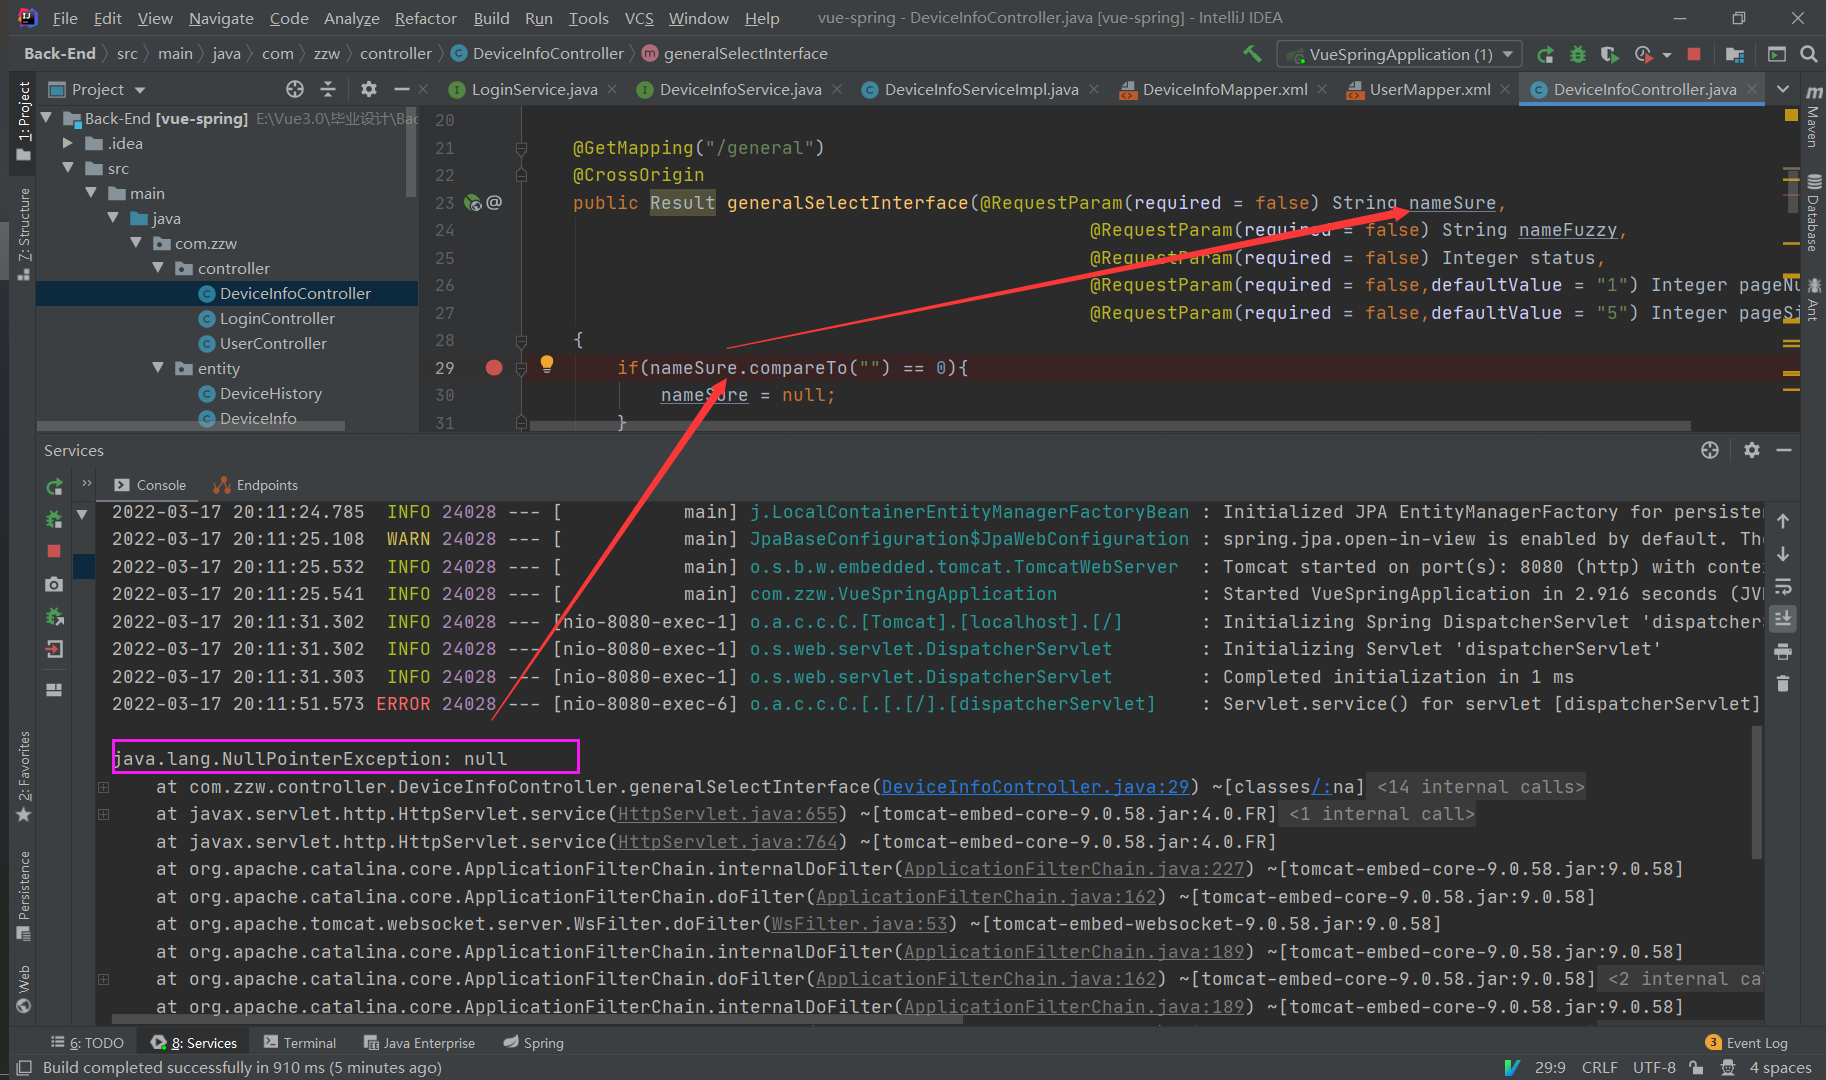 File Edit View Navigate Code Analyze Refactor Build Run Tools VCS Window Help vue-spring - DeviceInfoController.java [vue-spring] - IntelliJ IDEA
Back-End src main java com zzw controller DeviceInfoController generalSelectInterface VueSpringApplication (1)
Project LoginService.java DeviceInfoService.java DeviceInfoServiceImpl.java DeviceInfoMapper.xml UserMapper.xml DeviceInfoController.java
1: Project
Z: Structure
2: Favorites
Persistence
Web
Back-End [vue-spring] E:\Vue3.0\毕业设计\Bac
.idea
src
main
java
com.zzw
controller
DeviceInfoController
LoginController
UserController
entity
DeviceHistory
DeviceInfo
20
21 @GetMapping("/general")
22 @CrossOrigin
23 public Result generalSelectInterface(@RequestParam(required = false) String nameSure,
24 @RequestParam(required = false) String nameFuzzy,
25 @RequestParam(required = false) Integer status,
26 @RequestParam(required = false,defaultValue = "1") Integer pageNu
27 @RequestParam(required = false,defaultValue = "5") Integer pageSi
28 {
29 if(nameSure.compareTo("") == 0){
30 nameSure = null;
31 }
Maven
Database
Ant
Services
Console Endpoints
2022-03-17 20:11:24.785 INFO 24028 --- [ main] j.LocalContainerEntityManagerFactoryBean : Initialized JPA EntityManagerFactory for persister
2022-03-17 20:11:25.108 WARN 24028 --- [ main] JpaBaseConfiguration$JpaWebConfiguration : spring.jpa.open-in-view is enabled by default. The
2022-03-17 20:11:25.532 INFO 24028 --- [ main] o.s.b.w.embedded.tomcat.TomcatWebServer : Tomcat started on port(s): 8080 (http) with conte
2022-03-17 20:11:25.541 INFO 24028 --- [ main] com.zzw.VueSpringApplication : Started VueSpringApplication in 2.916 seconds (JVM
2022-03-17 20:11:31.302 INFO 24028 --- [nio-8080-exec-1] o.a.c.c.C.[Tomcat].[localhost].[/] : Initializing Spring DispatcherServlet 'dispatchers
2022-03-17 20:11:31.302 INFO 24028 --- [nio-8080-exec-1] o.s.web.servlet.DispatcherServlet : Initializing Servlet 'dispatcherServlet'
2022-03-17 20:11:31.303 INFO 24028 --- [nio-8080-exec-1] o.s.web.servlet.DispatcherServlet : Completed initialization in 1 ms
2022-03-17 20:11:51.573 ERROR 24028 --- [nio-8080-exec-6] o.a.c.c.C.[.[.[/].[dispatcherServlet] : Servlet.service() for servlet [dispatcherServlet]
java.lang.NullPointerException: null
at com.zzw.controller.DeviceInfoController.generalSelectInterface(DeviceInfoController.java:29) ~[classes/:na] <14 internal calls>
at javax.servlet.http.HttpServlet.service(HttpServlet.java:655) ~[tomcat-embed-core-9.0.58.jar:4.0.FR] <1 internal call>
at javax.servlet.http.HttpServlet.service(HttpServlet.java:764) ~[tomcat-embed-core-9.0.58.jar:4.0.FR]
at org.apache.catalina.core.ApplicationFilterChain.internalDoFilter(ApplicationFilterChain.java:227) ~[tomcat-embed-core-9.0.58.jar:9.0.58]
at org.apache.catalina.core.ApplicationFilterChain.doFilter(ApplicationFilterChain.java:162) ~[tomcat-embed-core-9.0.58.jar:9.0.58]
at org.apache.tomcat.websocket.server.WsFilter.doFilter(WsFilter.java:53) ~[tomcat-embed-websocket-9.0.58.jar:9.0.58]
at org.apache.catalina.core.ApplicationFilterChain.internalDoFilter(ApplicationFilterChain.java:189) ~[tomcat-embed-core-9.0.58.jar:9.0.58]
at org.apache.catalina.core.ApplicationFilterChain.doFilter(ApplicationFilterChain.java:162) ~[tomcat-embed-core-9.0.58.jar:9.0.58] <2 internal ca
at org.apache.catalina.core.ApplicationFilterChain.internalDoFilter(ApplicationFilterChain.java:189) ~[tomcat-embed-core-9.0.58.jar:9.0.58]
6: TODO 8: Services Terminal Java Enterprise Spring 3 Event Log
Build completed successfully in 910 ms (5 minutes ago) 29:9 CRLF UTF-8 4 spaces